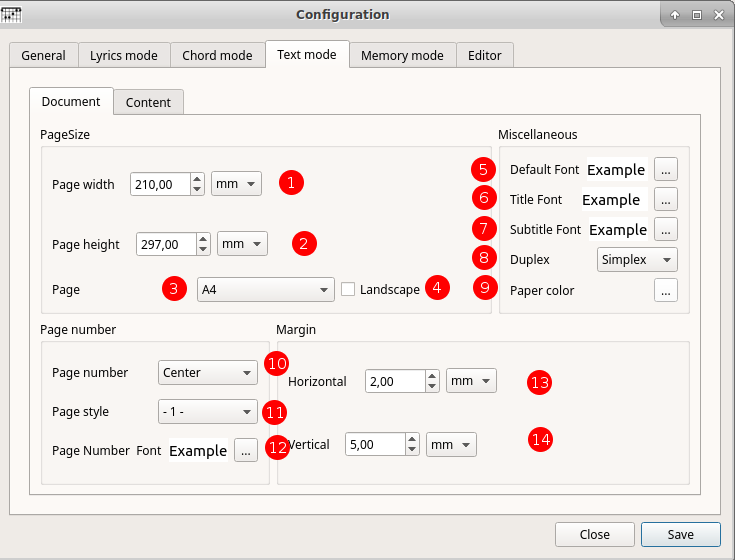 Configuration
General Lyrics mode Chord mode Text mode Memory mode Editor
Document Content
PageSize Miscellaneous
Page width 210,00 mm 1 5 Default Font Example ...
6 Title Font Example ...
Page height 297,00 mm 2 7 Subtitle Font Example ...
8 Duplex Simplex
Page 3 A4 Landscape 4 9 Paper color ...
Page number Margin
Page number Center 10 Horizontal 2,00 mm 13
Page style - 1 - 11
Page Number Font Example ... 12 Vertical 5,00 mm 14
Close Save